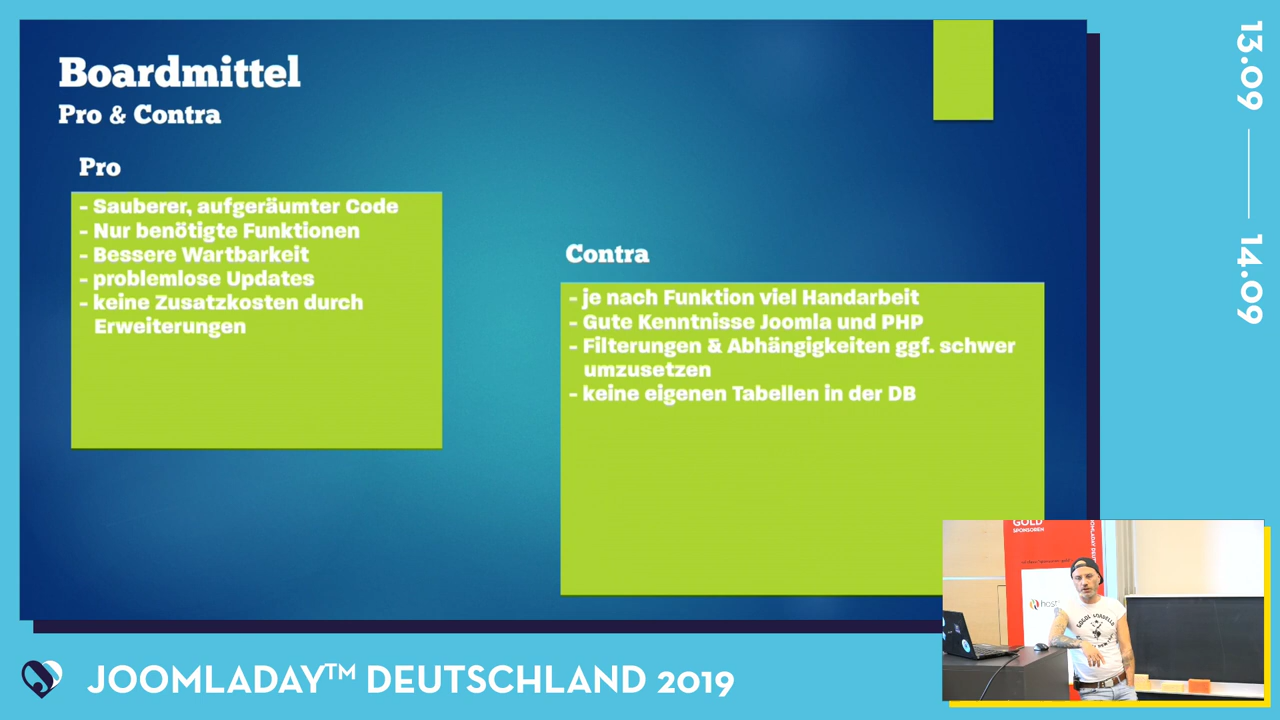 Boardmittel
Pro & Contra
Pro
- Sauberer, aufgeräumter Code
- Nur benötigte Funktionen
- Bessere Wartbarkeit
- problemlose Updates
- keine Zusatzkosten durch
Erweiterungen
Contra
- je nach Funktion viel Handarbeit
- Gute Kenntnisse Joomla und PHP
- Filterungen & Abhängigkeiten ggf. schwer
umzusetzen
- keine eigenen Tabellen in der DB
13.09
14.09
GOLD
SPONSOREN
JOOMLADAY™ DEUTSCHLAND 2019